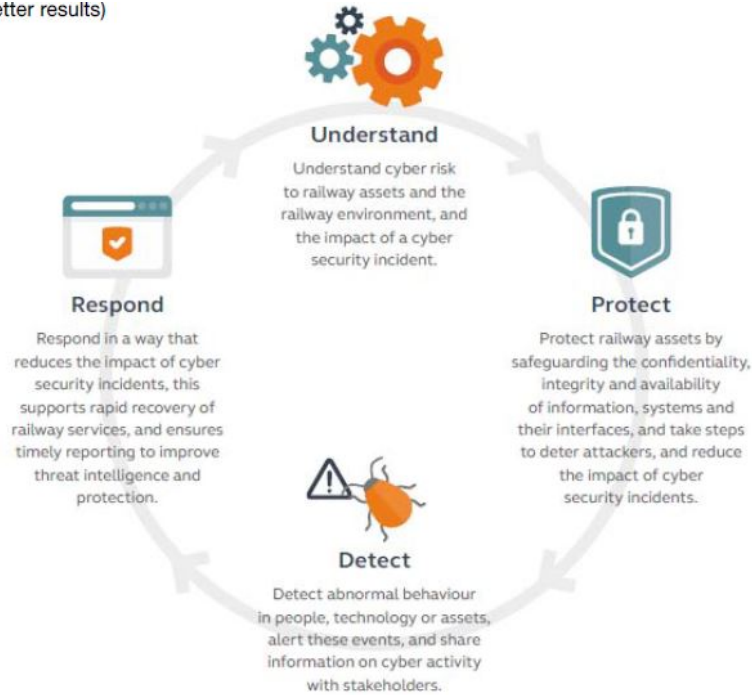 etter results)
Understand
Understand cyber risk
to railway assets and the
railway environment, and
the impact of a cyber
security incident.
Respond
Respond in a way that
reduces the impact of cyber
security incidents, this
supports rapid recovery of
railway services, and ensures
timely reporting to improve
threat intelligence and
protection.
Protect
Protect railway assets by
safeguarding the confidentiality,
integrity and availability
of information, systems and
their interfaces, and take steps
to deter attackers, and reduce
the impact of cyber
security incidents.
Detect
Detect abnormal behaviour
in people, technology or assets,
alert these events, and share
information on cyber activity
with stakeholders.